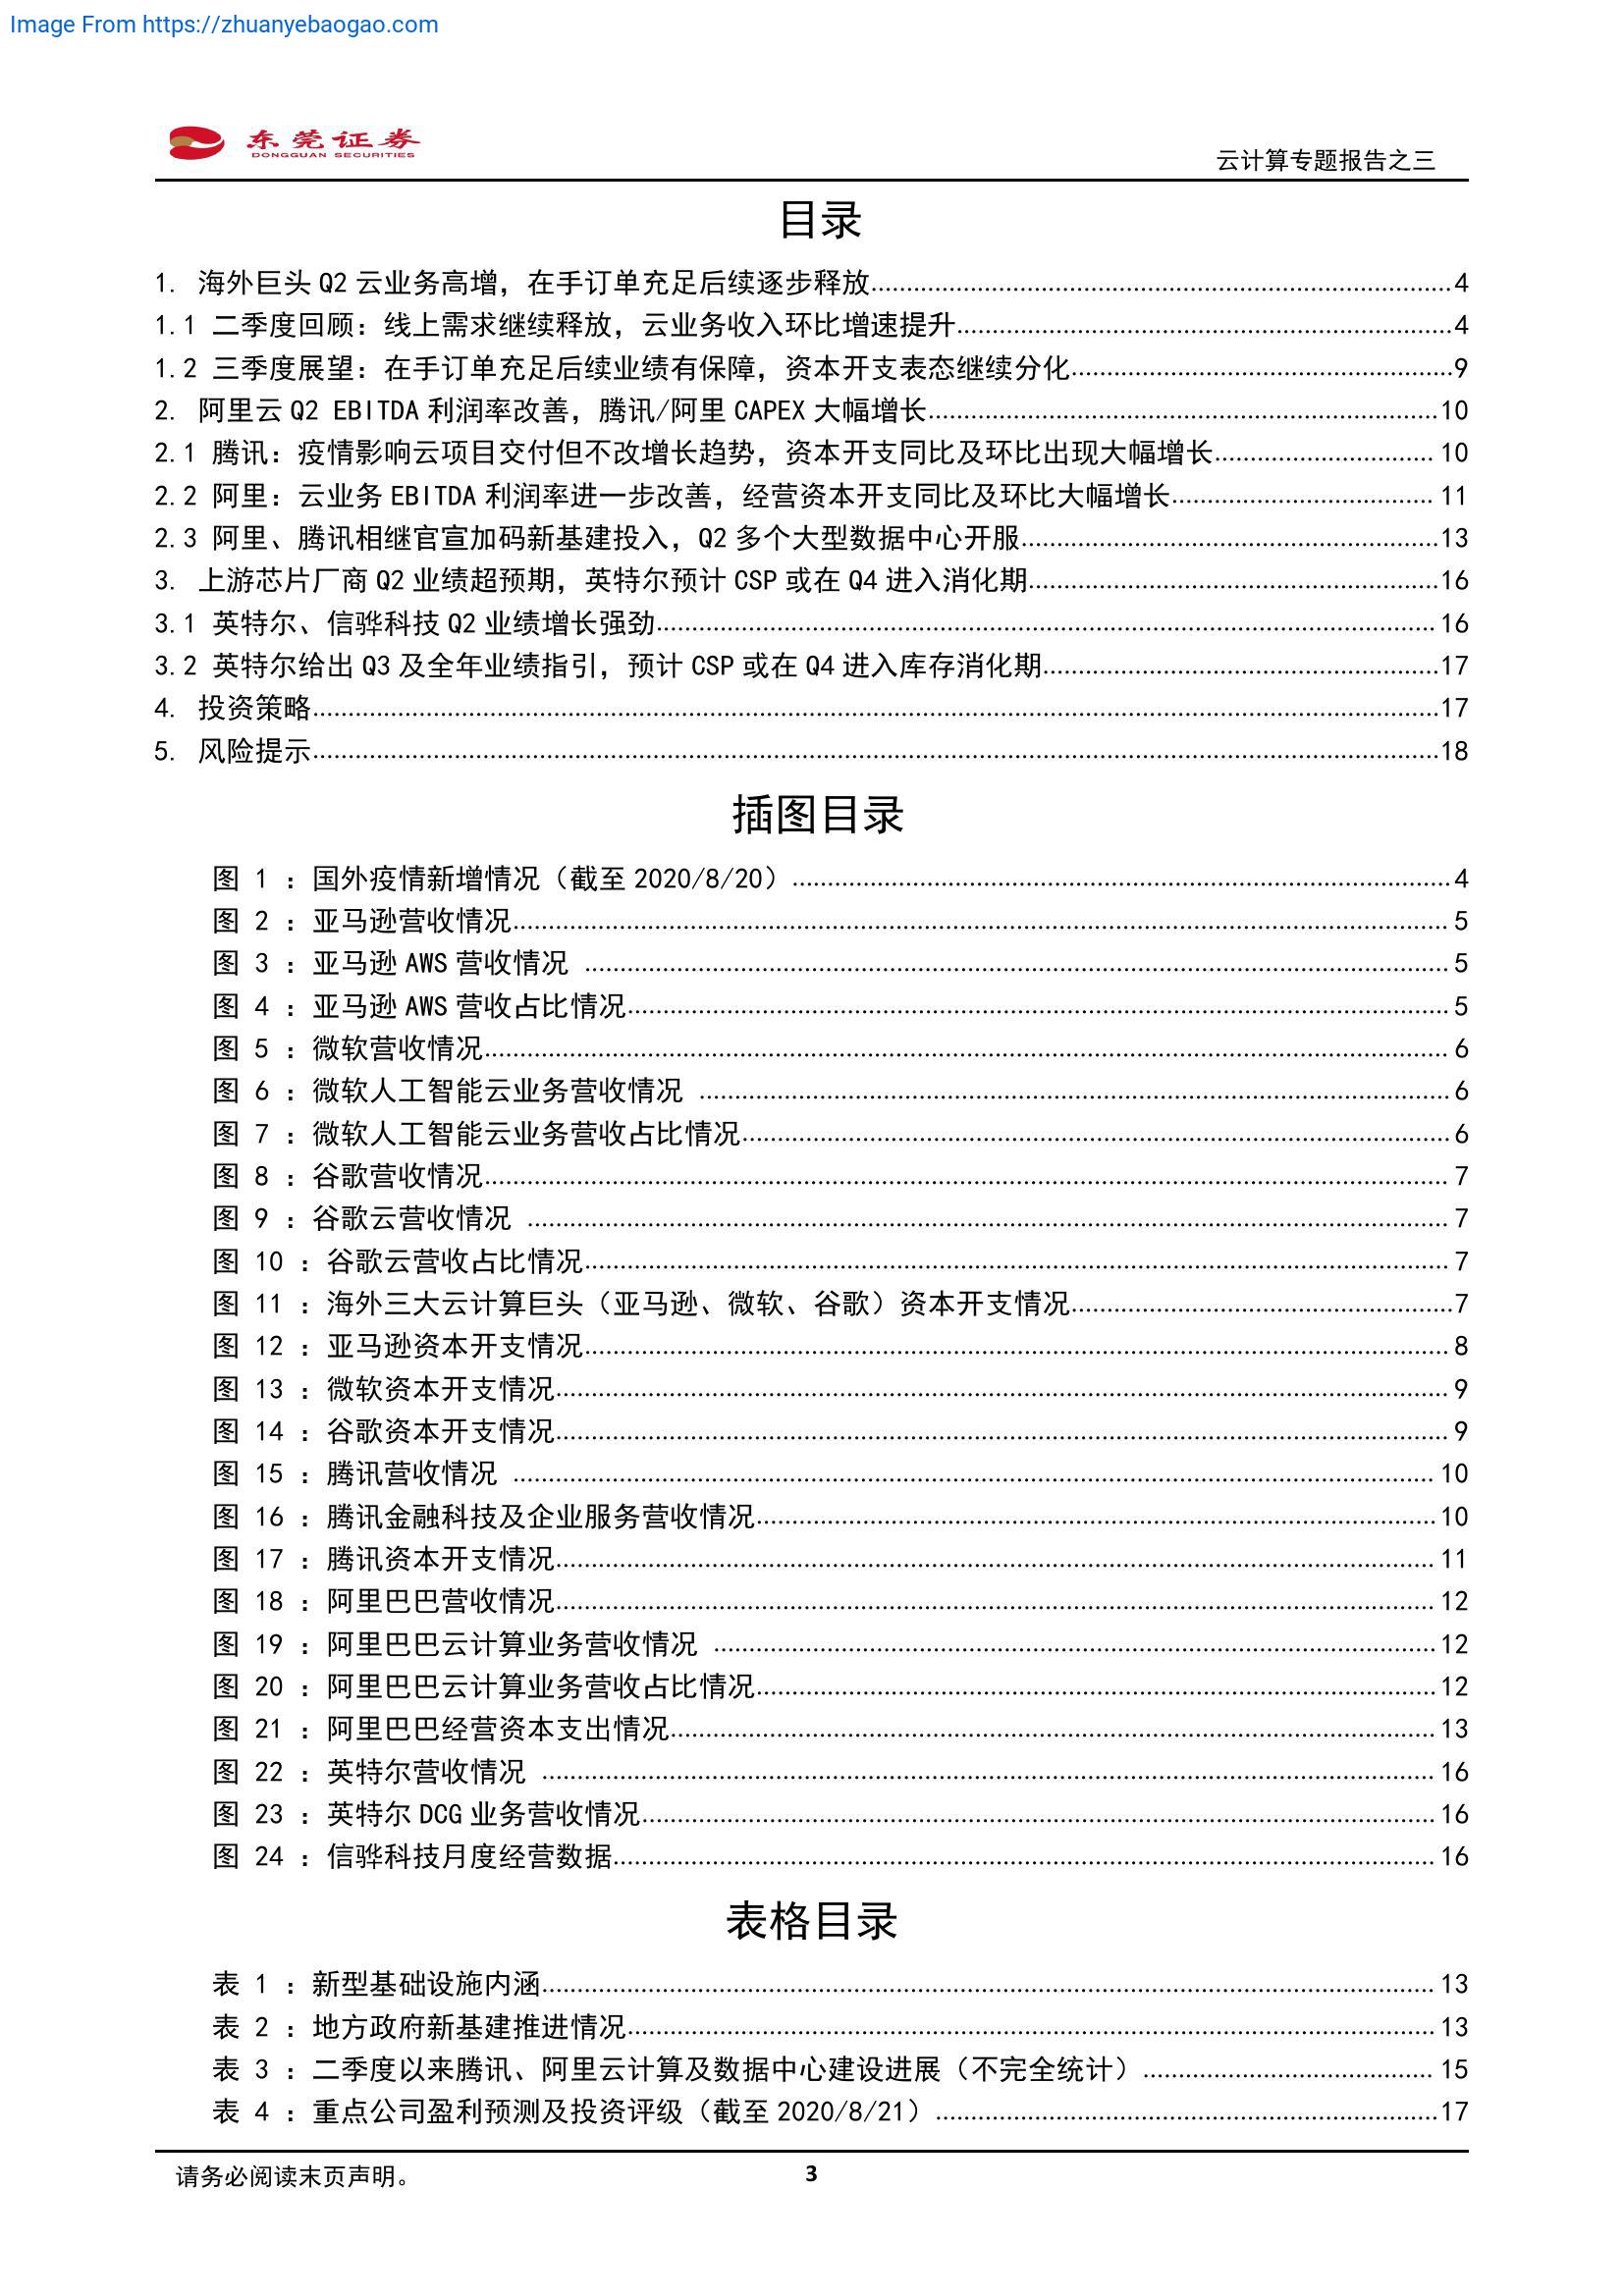 Image From https://zhuanyebaogao.com
东莞证券
DONGGUAN SECURITIES
云计算专题报告之三
目录
1. 海外巨头 Q2 云业务高增，在手订单充足后续逐步释放 4
1.1 二季度回顾：线上需求继续释放，云业务收入环比增速提升 4
1.2 三季度展望：在手订单充足后续业绩有保障，资本开支表态继续分化 9
2. 阿里云 Q2 EBITDA 利润率改善，腾讯/阿里 CAPEX 大幅增长 10
2.1 腾讯：疫情影响云项目交付但不改增长趋势，资本开支同比及环比出现大幅增长 10
2.2 阿里：云业务 EBITDA 利润率进一步改善，经营资本开支同比及环比大幅增长 11
2.3 阿里、腾讯相继官宣加码新基建投入，Q2 多个大型数据中心开服 13
3. 上游芯片厂商 Q2 业绩超预期，英特尔预计 CSP 或在 Q4 进入消化期 16
3.1 英特尔、信骅科技 Q2 业绩增长强劲 16
3.2 英特尔给出 Q3 及全年业绩指引，预计 CSP 或在 Q4 进入库存消化期 17
4. 投资策略 17
5. 风险提示 18
插图目录
图 1 ：国外疫情新增情况（截至 2020/8/20） 4
图 2 ：亚马逊营收情况 5
图 3 ：亚马逊 AWS 营收情况 5
图 4 ：亚马逊 AWS 营收占比情况 5
图 5 ：微软营收情况 6
图 6 ：微软人工智能云业务营收情况 6
图 7 ：微软人工智能云业务营收占比情况 6
图 8 ：谷歌营收情况 7
图 9 ：谷歌云营收情况 7
图 10 ：谷歌云营收占比情况 7
图 11 ：海外三大云计算巨头（亚马逊、微软、谷歌）资本开支情况 7
图 12 ：亚马逊资本开支情况 8
图 13 ：微软资本开支情况 9
图 14 ：谷歌资本开支情况 9
图 15 ：腾讯营收情况 10
图 16 ：腾讯金融科技及企业服务营收情况 10
图 17 ：腾讯资本开支情况 11
图 18 ：阿里巴巴营收情况 12
图 19 ：阿里巴巴云计算业务营收情况 12
图 20 ：阿里巴巴云计算业务营收占比情况 12
图 21 ：阿里巴巴经营资本支出情况 13
图 22 ：英特尔营收情况 16
图 23 ：英特尔 DCG 业务营收情况 16
图 24 ：信骅科技月度经营数据 16
表格目录
表 1 ：新型基础设施内涵 13
表 2 ：地方政府新基建推进情况 13
表 3 ：二季度以来腾讯、阿里云计算及数据中心建设进展（不完全统计） 15
表 4 ：重点公司盈利预测及投资评级（截至 2020/8/21） 17
请务必阅读末页声明。
3